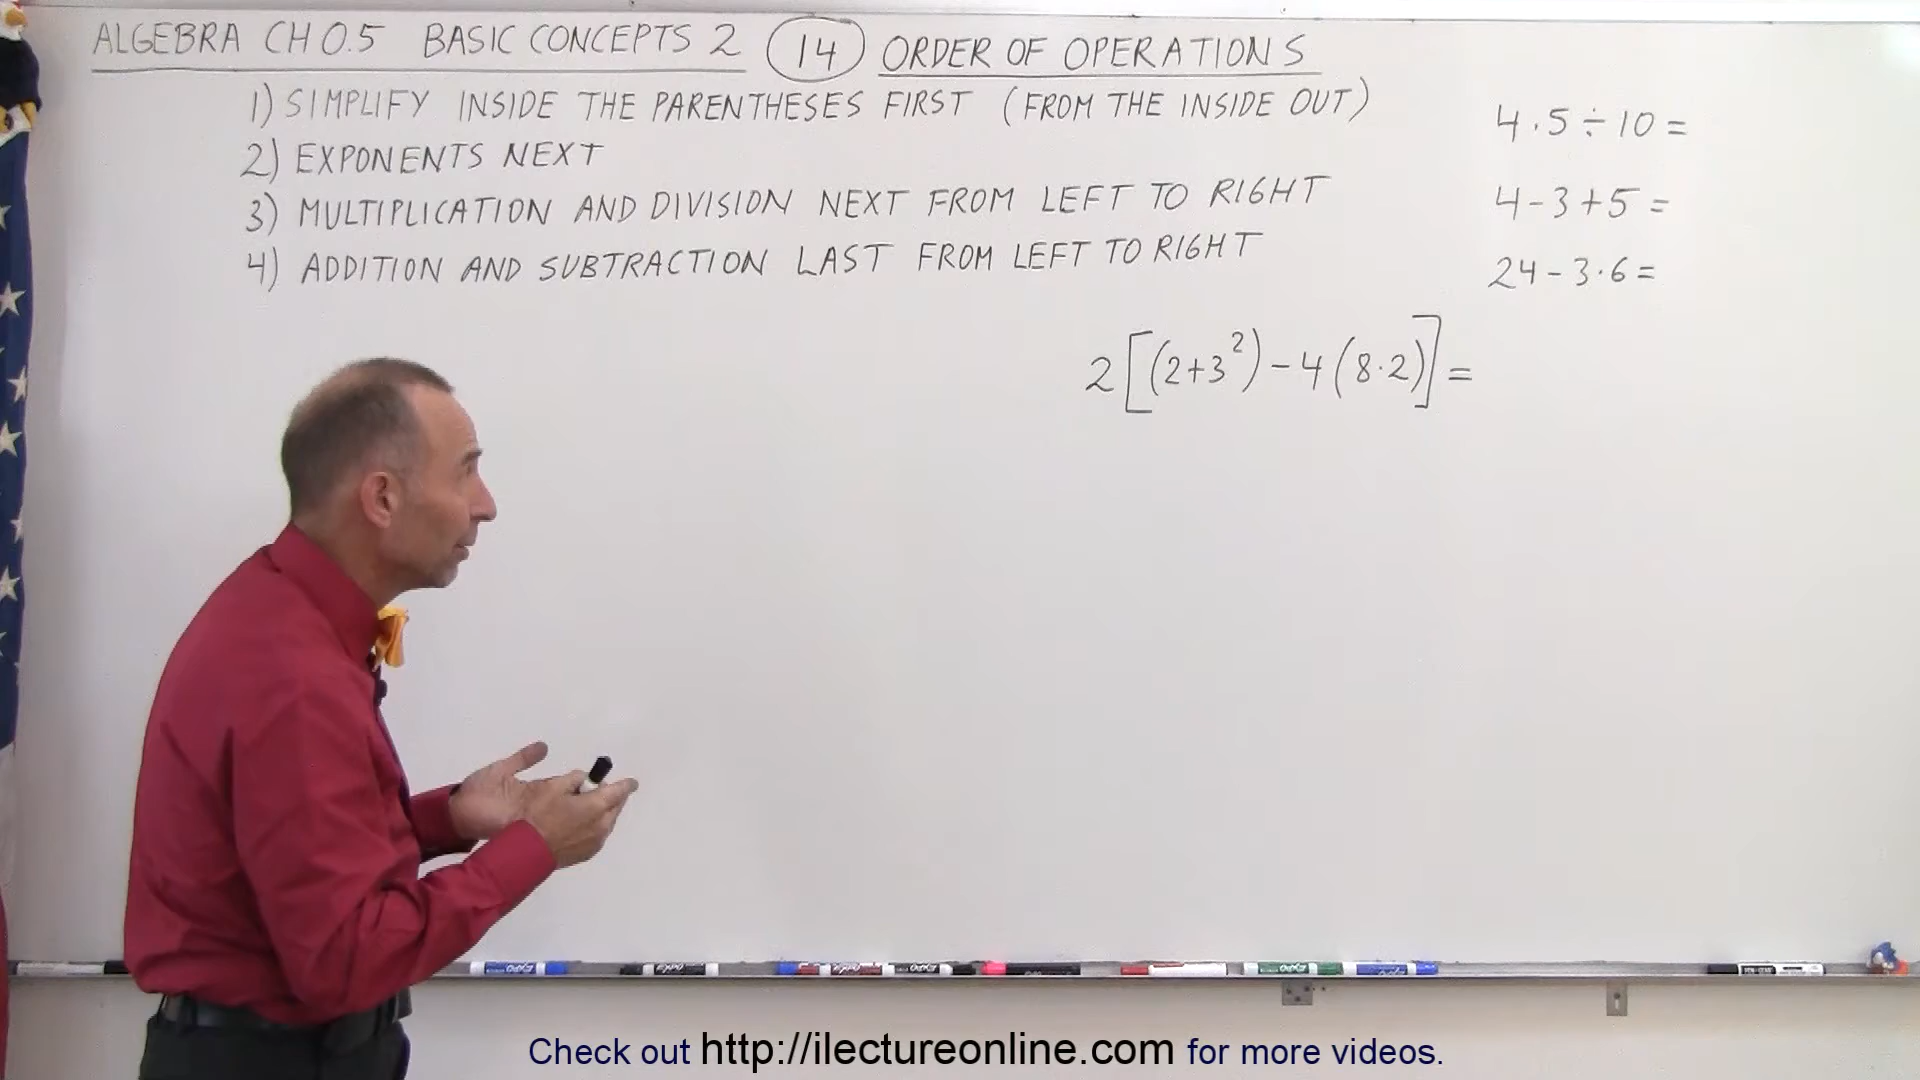 ALGEBRA CH 0.5 BASIC CONCEPTS 2 14 ORDER OF OPERATIONS
1) SIMPLIFY INSIDE THE PARENTHESES FIRST (FROM THE INSIDE OUT)
2) EXPONENTS NEXT
3) MULTIPLICATION AND DIVISION NEXT FROM LEFT TO RIGHT
4) ADDITION AND SUBTRACTION LAST FROM LEFT TO RIGHT
4·5÷10=
4-3+5=
24-3·6=
2[(2+3²)-4(8·2)]=
EXPO
Check out http://ilectureonline.com for more videos.